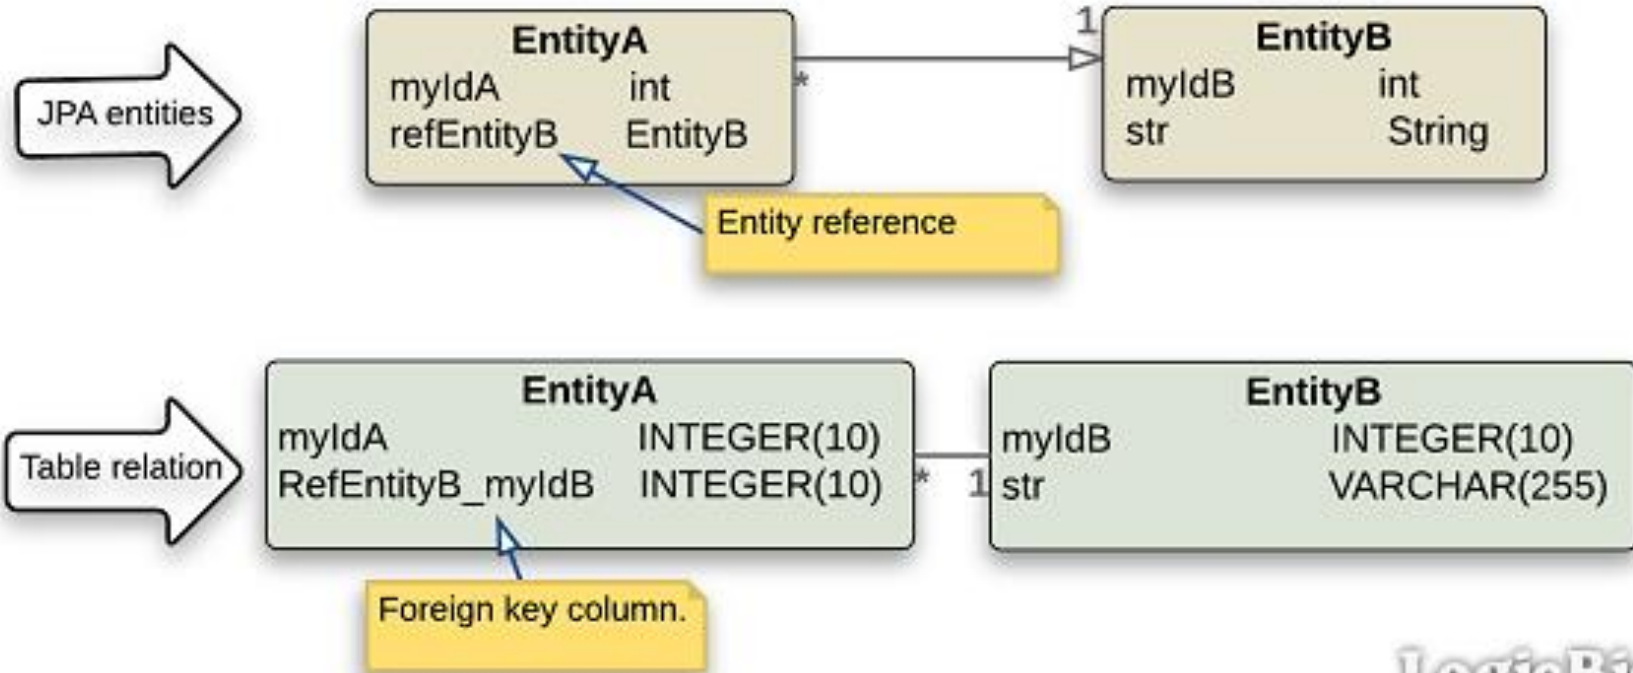 JPA entities
EntityA
myIdA int
refEntityB EntityB
*
1
EntityB
myIdB int
str String
Entity reference
Table relation
EntityA
myIdA INTEGER(10)
RefEntityB_myIdB INTEGER(10)
* 1
EntityB
myIdB INTEGER(10)
str VARCHAR(255)
Foreign key column.